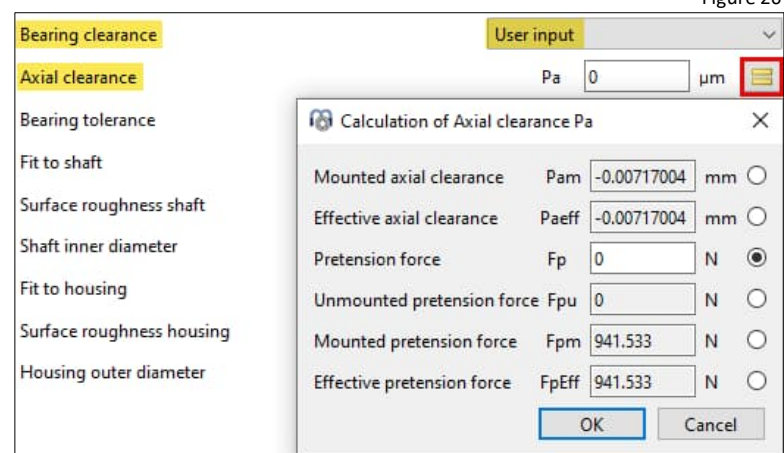 Figure 20
Bearing clearance User input
Axial clearance Pa 0 µm
Bearing tolerance
Calculation of Axial clearance Pa
Fit to shaft
Mounted axial clearance Pam -0.00717004 mm
Surface roughness shaft
Effective axial clearance Paeff -0.00717004 mm
Shaft inner diameter
Pretension force Fp 0 N
Fit to housing
Unmounted pretension force Fpu 0 N
Surface roughness housing
Mounted pretension force Fpm 941.533 N
Housing outer diameter
Effective pretension force FpEff 941.533 N
OK Cancel